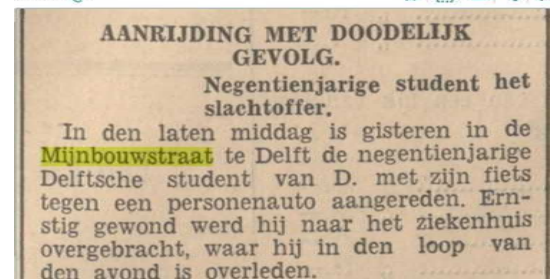 AANRIJDING MET DOODELIJK
GEVOLG.
Negentienjarige student het
slachtoffer.
In den laten middag is gisteren in de
Mijnbouwstraat te Delft de negentienjarige
Delftsche student van D. met zijn fiets
tegen een personenauto aangereden. Ern-
stig gewond werd hij naar het ziekenhuis
overgebracht, waar hij in den loop van
den avond is overleden.